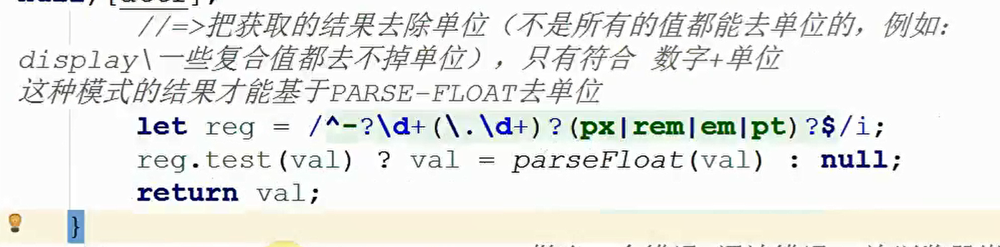 //=>把获取的结果去除单位（不是所有的值都能去单位的，例如：
display\一些复合值都去不掉单位），只有符合 数字+单位
这种模式的结果才能基于PARSE-FLOAT去单位
let reg = /^-?\d+(\.\d+)?(px|rem|em|pt)?$/i;
reg.test(val) ? val = parseFloat(val) : null;
return val;
}